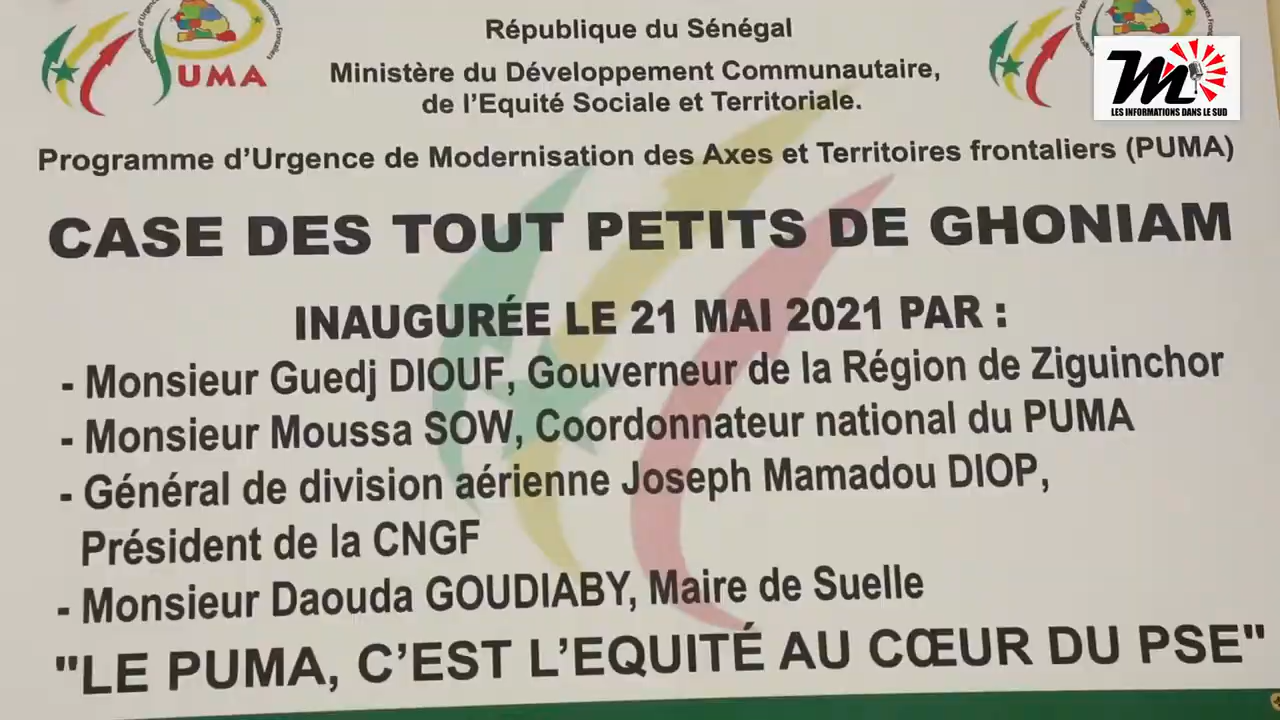 République du Sénégal
Ministère du Développement Communautaire,
de l'Equité Sociale et Territoriale.
PUMA
M
LES INFORMATIONS DANS LE SUD
Programme d'Urgence de Modernisation des Axes et Territoires frontaliers (PUMA)
CASE DES TOUT PETITS DE GHONIAM
INAUGURÉE LE 21 MAI 2021 PAR :
- Monsieur Guedj DIOUF, Gouverneur de la Région de Ziguinchor
- Monsieur Moussa SOW, Coordonnateur national du PUMA
- Général de division aérienne Joseph Mamadou DIOP,
Président de la CNGF
- Monsieur Daouda GOUDIABY, Maire de Suelle
"LE PUMA, C'EST L'EQUITÉ AU CŒUR DU PSE"